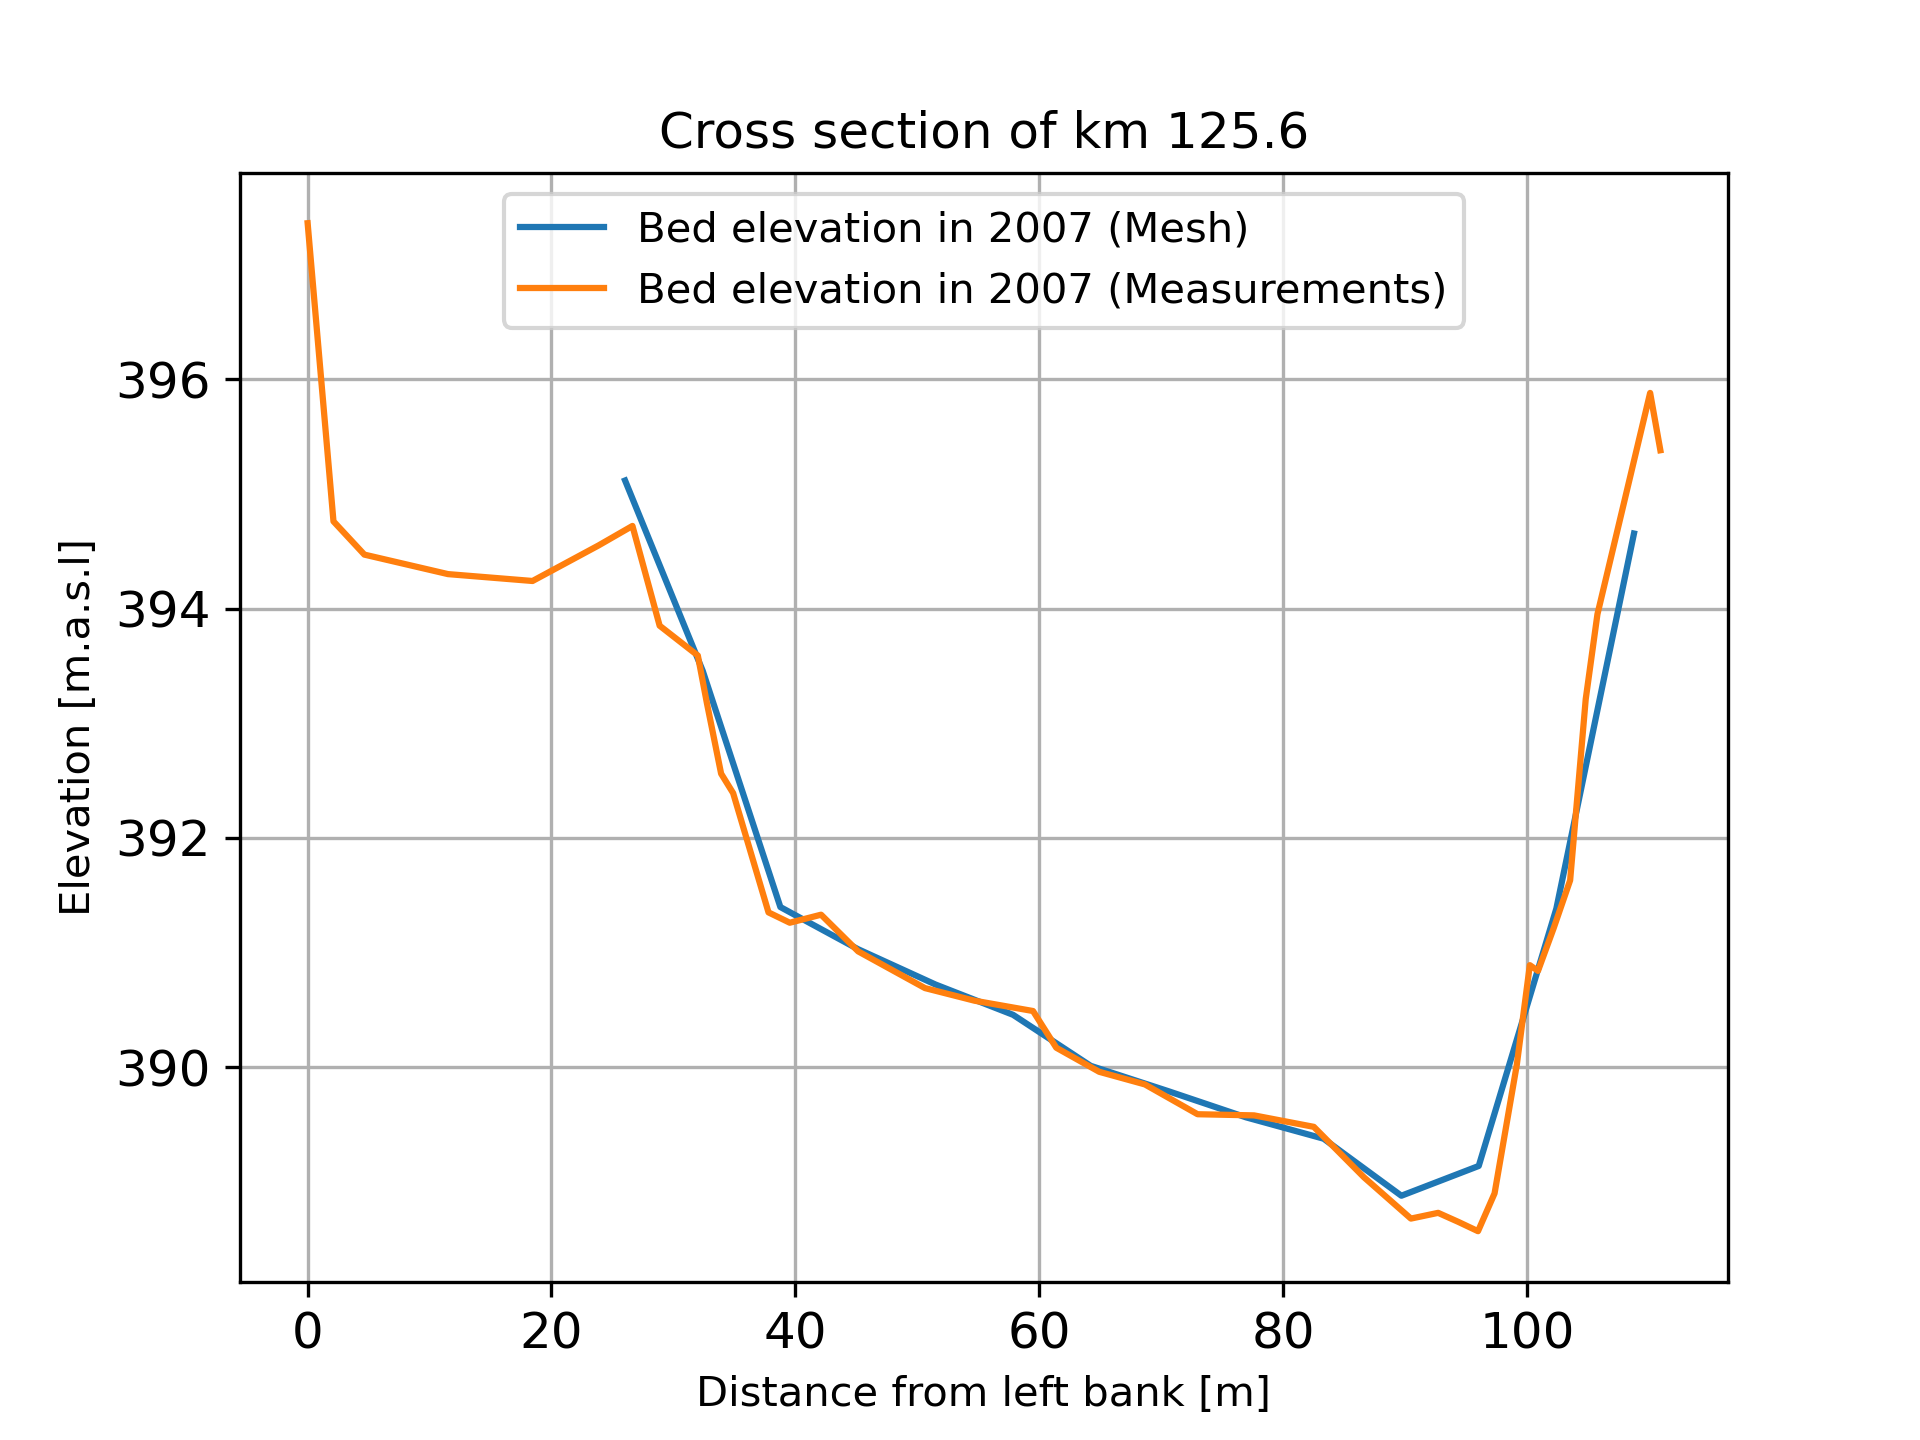 Cross section of km 125.6
Bed elevation in 2007 (Mesh)
Bed elevation in 2007 (Measurements)
396
394
392
390
Elevation [m.a.s.l]
0 20 40 60 80 100
Distance from left bank [m]